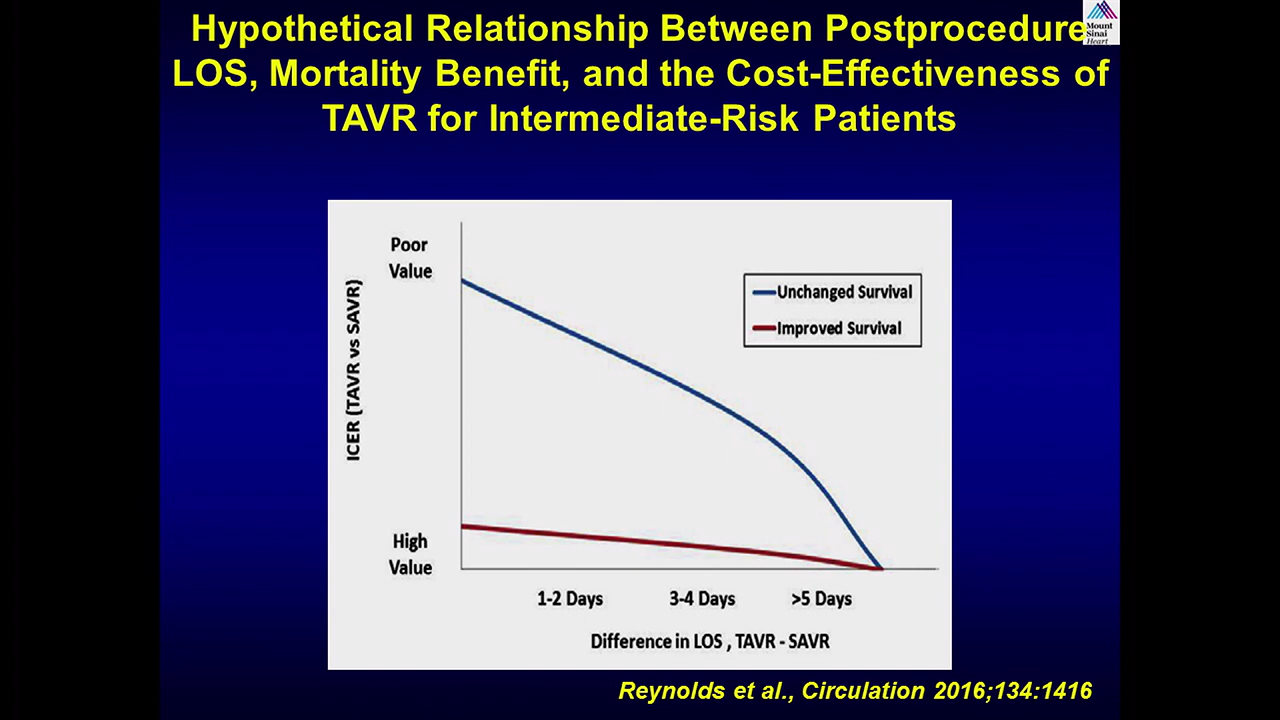 Hypothetical Relationship Between Postprocedure
LOS, Mortality Benefit, and the Cost-Effectiveness of
TAVR for Intermediate-Risk Patients
Mount
Sinai
Heart
Poor
Value
ICER (TAVR vs SAVR)
Unchanged Survival
Improved Survival
High
Value
1-2 Days 3-4 Days >5 Days
Difference in LOS , TAVR - SAVR
Reynolds et al., Circulation 2016;134:1416